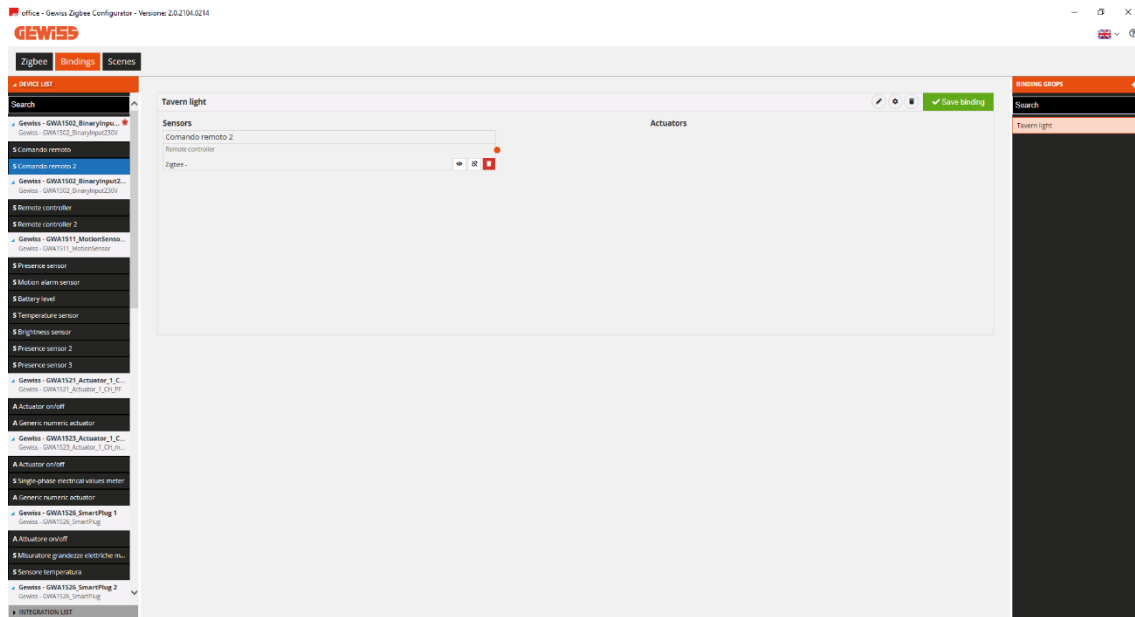 office - Gewiss Zigbee Configurator - Versione: 2.0.2104.0214
GEWISS
Zigbee Bindings Scenes
DEVICE LIST
Search
Gewiss - GWA1502_BinaryInpu...
Gewiss - GWA1502_BinaryInput230V
S Comando remoto
S Comando remoto 2
Gewiss - GWA1502_BinaryInput2...
Gewiss - GWA1502_BinaryInput230V
S Remote controller
S Remote controller 2
Gewiss - GWA1511_MotionSenso...
Gewiss - GWA1511_MotionSensor
S Presence sensor
S Motion alarm sensor
S Battery level
S Temperature sensor
S Brightness sensor
S Presence sensor 2
S Presence sensor 3
Gewiss - GWA1521_Actuator_1_C...
Gewiss - GWA1521_Actuator_1_CH_PF
A Actuator on/off
A Generic numeric actuator
Gewiss - GWA1523_Actuator_1_C...
Gewiss - GWA1523_Actuator_1_CH_m...
A Actuator on/off
S Single-phase electrical values meter
A Generic numeric actuator
Gewiss - GWA1526_SmartPlug 1
Gewiss - GWA1526_SmartPlug
A Attuatore on/off
S Misuratore grandezze elettriche m...
S Sensore temperatura
Gewiss - GWA1526_SmartPlug 2
Gewiss - GWA1526_SmartPlug
INTEGRATION LIST
Tavern light
Save binding
Sensors
Actuators
Comando remoto 2
Remote controller
Zigbee -
BINDING GROPS
Search
Tavern light